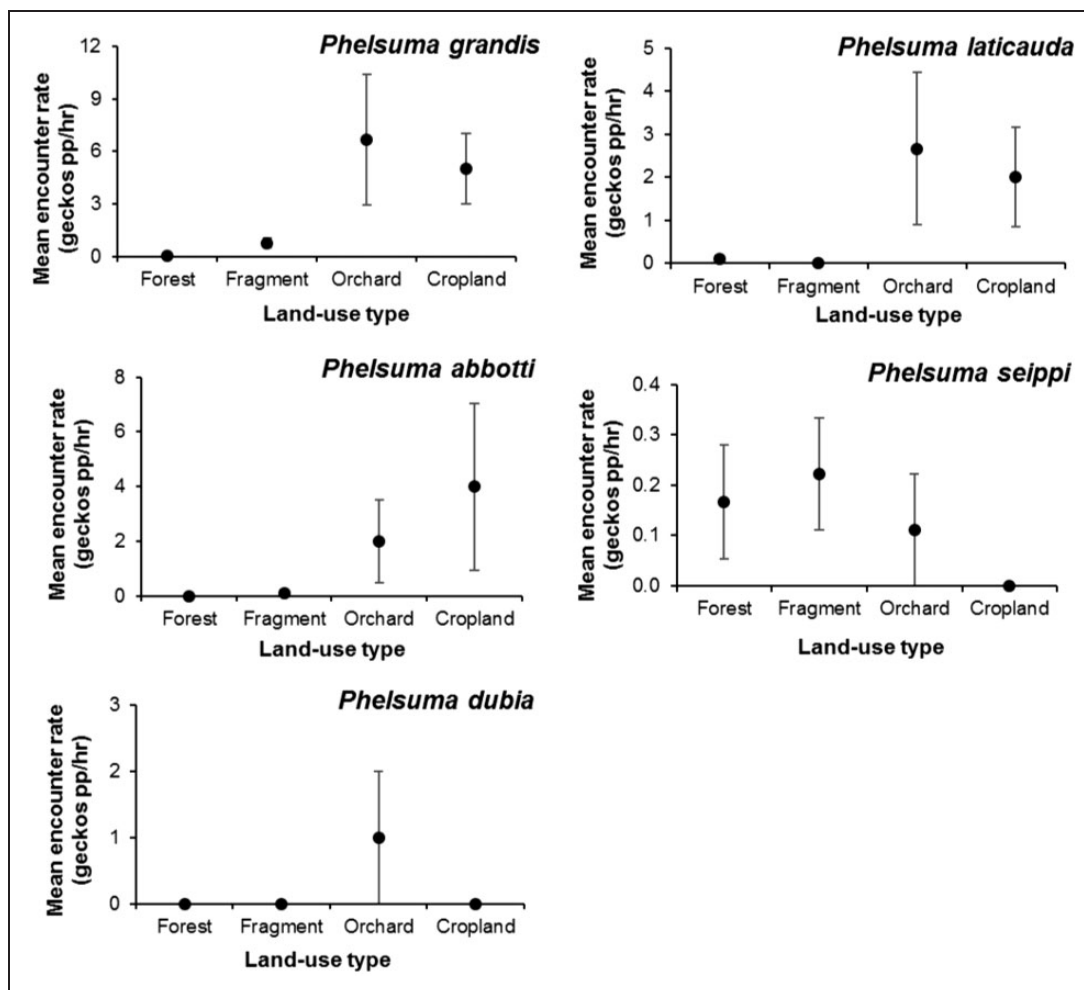 Phelsuma grandis
Mean encounter rate
(geckos pp/hr)
12
9
6
3
0
Forest Fragment Orchard Cropland
Land-use type
Phelsuma laticauda
Mean encounter rate
(geckos pp/hr)
5
4
3
2
1
0
Forest Fragment Orchard Cropland
Land-use type
Phelsuma abbotti
Mean encounter rate
(geckos pp/hr)
8
6
4
2
0
Forest Fragment Orchard Cropland
Land-use type
Phelsuma seippi
Mean encounter rate
(geckos pp/hr)
0.4
0.3
0.2
0.1
0.0
Forest Fragment Orchard Cropland
Land-use type
Phelsuma dubia
Mean encounter rate
(geckos pp/hr)
3
2
1
0
Forest Fragment Orchard Cropland
Land-use type